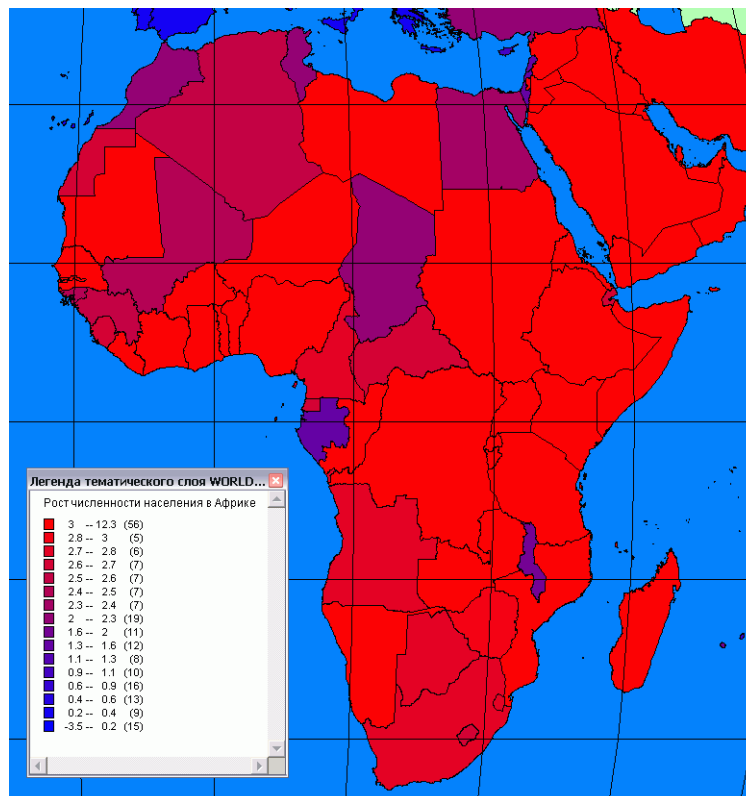 Легенда тематического слоя WORLD...
Рост численности населения в Африке
3 -- 12.3 (56)
2.8 -- 3 (5)
2.7 -- 2.8 (6)
2.6 -- 2.7 (7)
2.5 -- 2.6 (7)
2.4 -- 2.5 (7)
2.3 -- 2.4 (7)
2 -- 2.3 (19)
1.6 -- 2 (11)
1.3 -- 1.6 (12)
1.1 -- 1.3 (8)
0.9 -- 1.1 (10)
0.6 -- 0.9 (16)
0.4 -- 0.6 (13)
0.2 -- 0.4 (9)
-3.5 -- 0.2 (15)